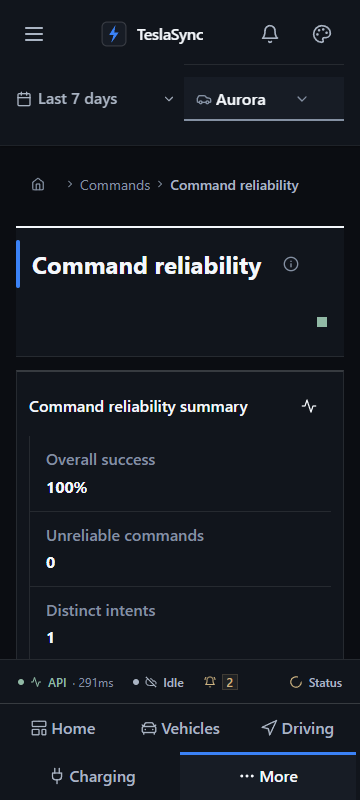 TeslaSync
Last 7 days
Aurora
Commands
Command reliability
Command reliability
Command reliability summary
Overall success
100%
Unreliable commands
0
Distinct intents
1
API · 291ms
Idle
2
Status
Home
Vehicles
Driving
Charging
More